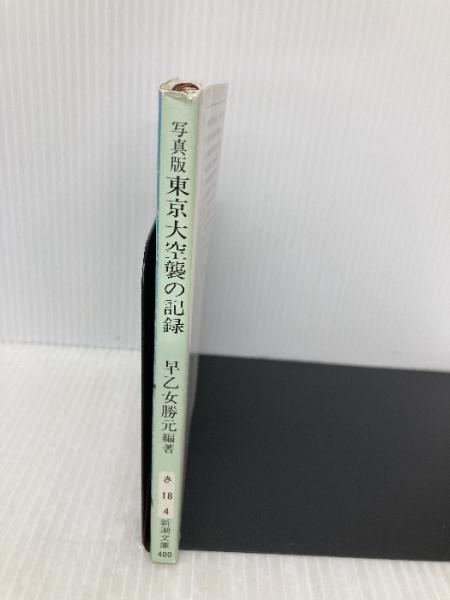 写真版 東京大空襲の記録
早乙女勝元 編著
さ
18
4
新潮文庫
400